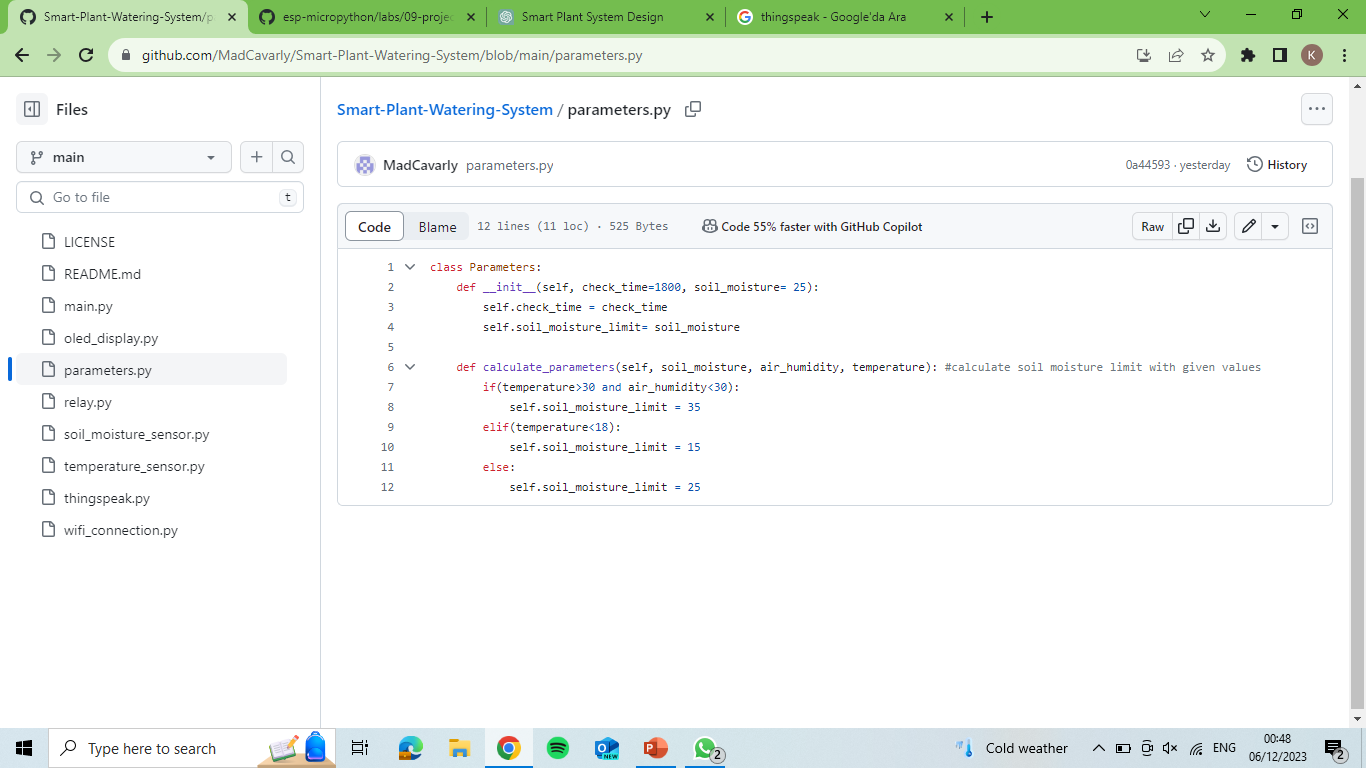 Smart-Plant-Watering-System/pa
esp-micropython/labs/09-projec
Smart Plant System Design
thingspeak - Google'da Ara
github.com/MadCavarly/Smart-Plant-Watering-System/blob/main/parameters.py
K
Files
main
Go to file
t
LICENSE
README.md
main.py
oled_display.py
parameters.py
relay.py
soil_moisture_sensor.py
temperature_sensor.py
thingspeak.py
wifi_connection.py
Smart-Plant-Watering-System / parameters.py
MadCavarly parameters.py
0a44593 · yesterday
History
Code
Blame
12 lines (11 loc) · 525 Bytes
Code 55% faster with GitHub Copilot
Raw
1 class Parameters:
2     def __init__(self, check_time=1800, soil_moisture= 25):
3         self.check_time = check_time
4         self.soil_moisture_limit= soil_moisture
5
6     def calculate_parameters(self, soil_moisture, air_humidity, temperature): #calculate soil moisture limit with given values
7         if(temperature>30 and air_humidity<30):
8             self.soil_moisture_limit = 35
9         elif(temperature<18):
10             self.soil_moisture_limit = 15
11         else:
12             self.soil_moisture_limit = 25
Type here to search
NEW
2
Cold weather
ENG
00:48
06/12/2023
2